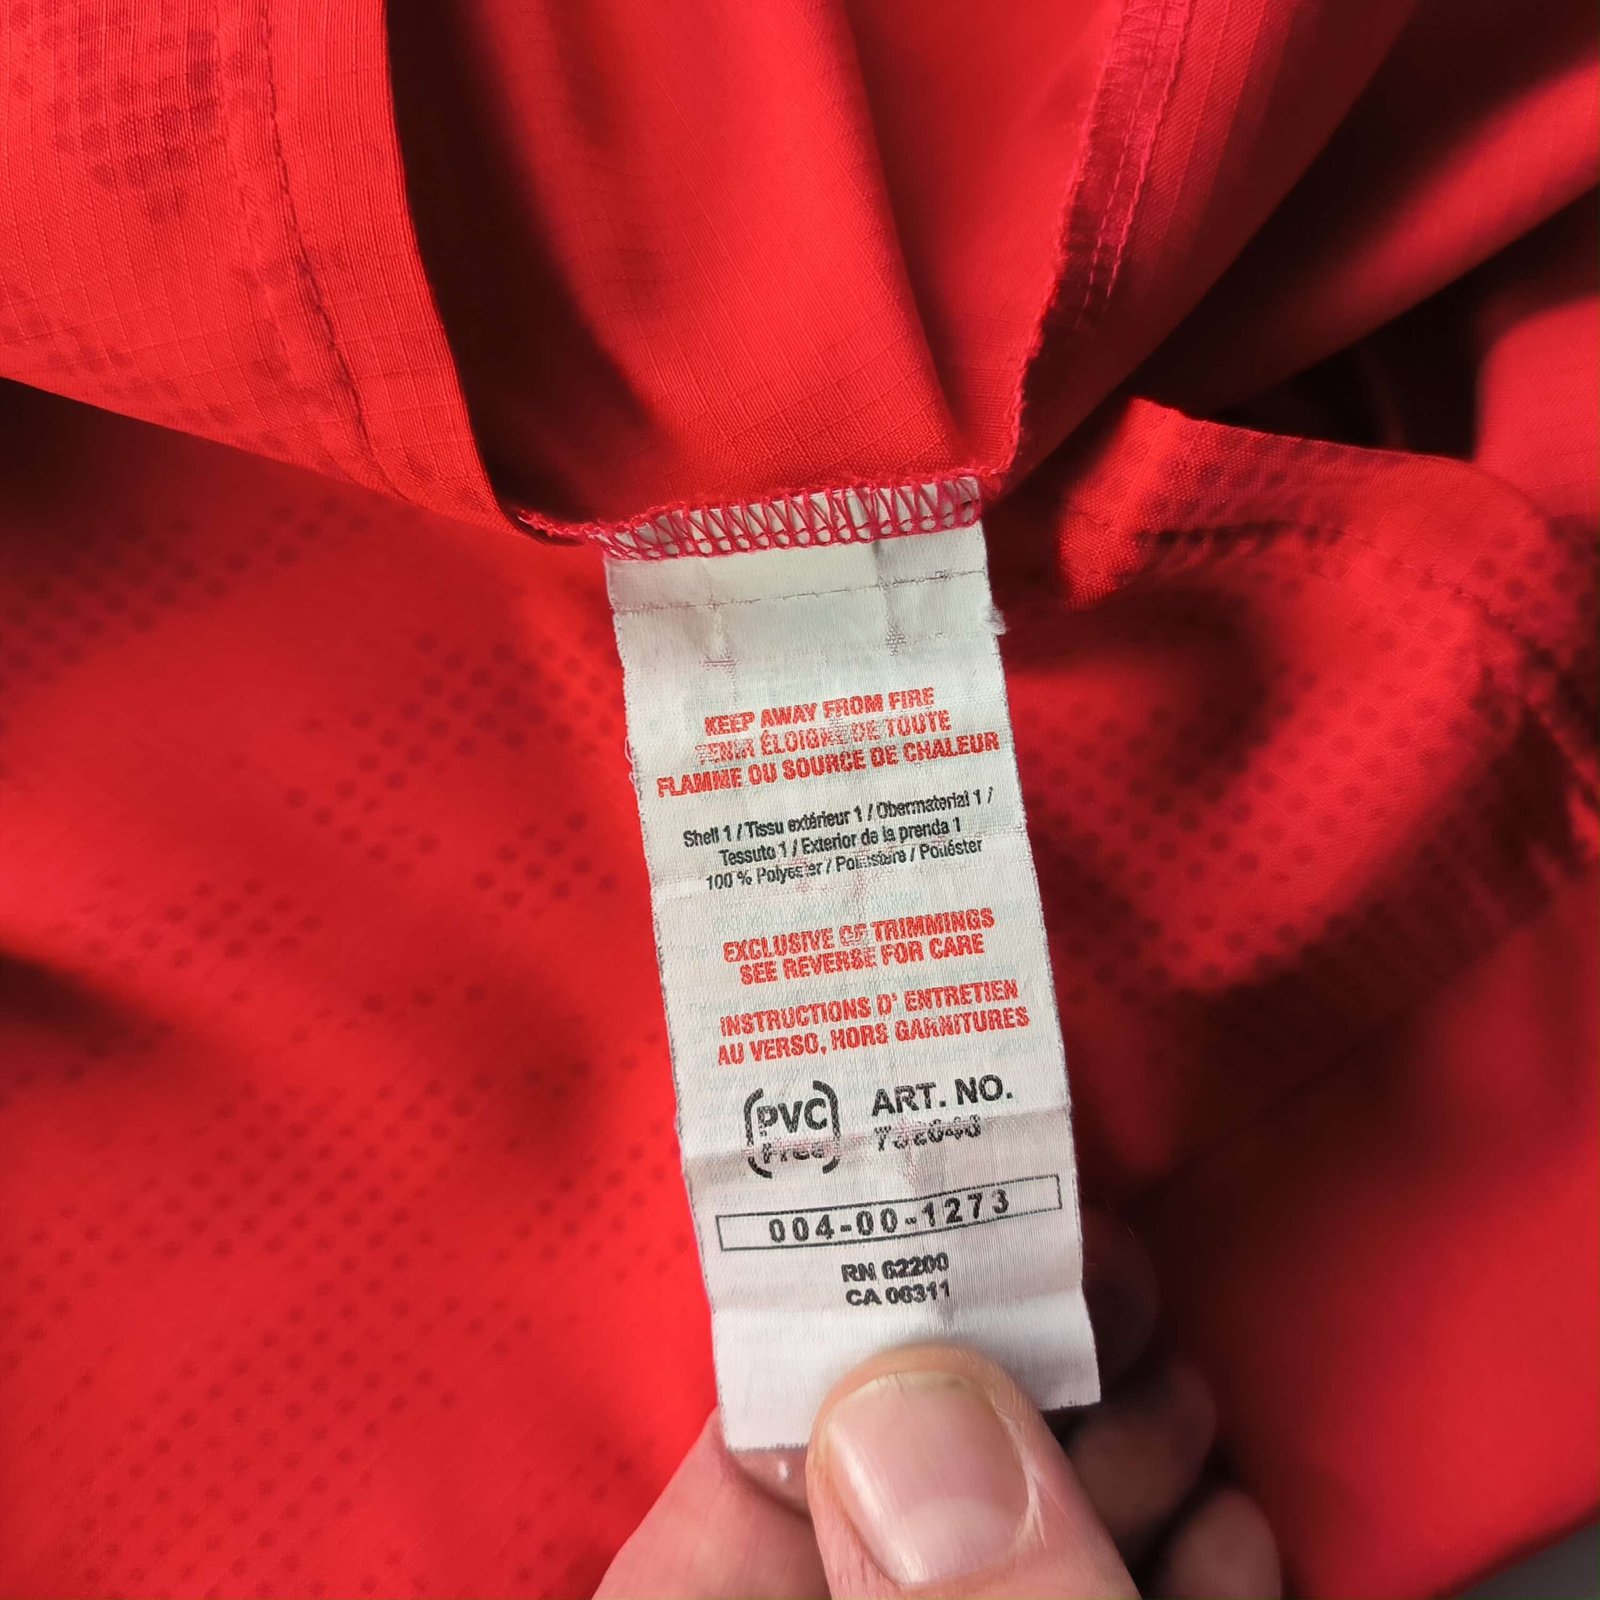 KEEP AWAY FROM FIRE
TENIR ÉLOIGNÉ DE TOUTE
FLAMME OU SOURCE DE CHALEUR
Shell 1 / Tissu extérieur 1 / Obermaterial 1 /
Tessuto 1 / Exterior de la prenda 1
100 % Polyester / Poliestere / Poliéster
EXCLUSIVE OF TRIMMINGS
SEE REVERSE FOR CARE
INSTRUCTIONS D' ENTRETIEN
AU VERSO, HORS GARNITURES
PVC ART. NO.
Free
004-00-1273
RN 62200
CA 06311